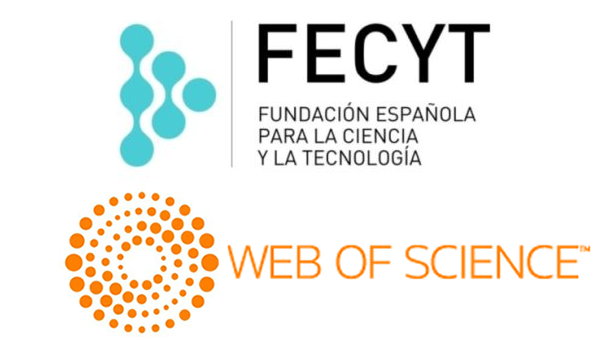 FECYT
FUNDACIÓN ESPAÑOLA
PARA LA CIENCIA
Y LA TECNOLOGÍA
WEB OF SCIENCE™